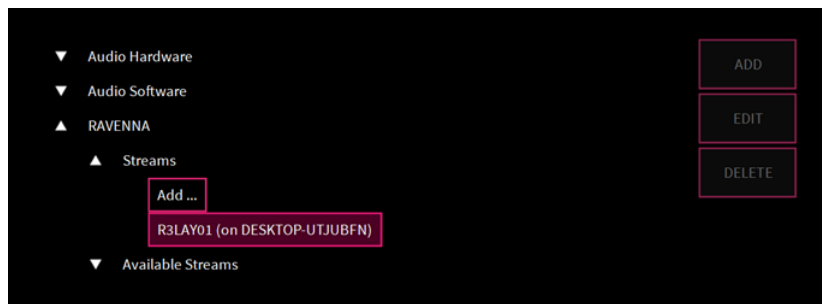 Audio Hardware
Audio Software
RAVENNA
Streams
Add ...
R3LAY01 (on DESKTOP-UTJUBFN)
Available Streams
ADD
EDIT
DELETE